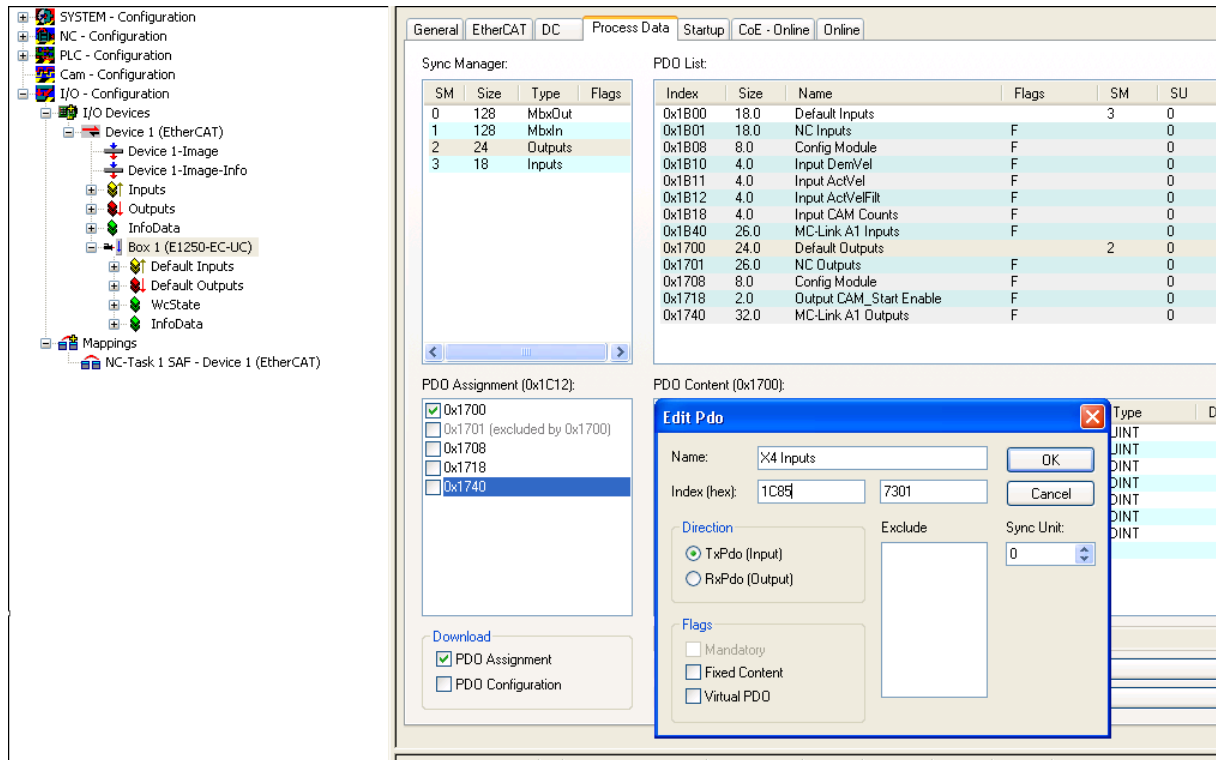 SYSTEM - Configuration
NC - Configuration
PLC - Configuration
Cam - Configuration
I/O - Configuration
I/O Devices
Device 1 (EtherCAT)
Device 1-Image
Device 1-Image-Info
Inputs
Outputs
InfoData
Box 1 (E1250-EC-UC)
Default Inputs
Default Outputs
WcState
InfoData
Mappings
NC-Task 1 SAF - Device 1 (EtherCAT)
General EtherCAT DC Process Data Startup CoE - Online Online
Sync Manager:
SM Size Type Flags
0 128 MbxOut
1 128 MbxIn
2 24 Outputs
3 18 Inputs
PDO List:
Index Size Name Flags SM SU
0x1B00 18.0 Default Inputs 3 0
0x1B01 18.0 NC Inputs F 0
0x1B08 8.0 Config Module F 0
0x1B10 4.0 Input DemVel F 0
0x1B11 4.0 Input ActVel F 0
0x1B12 4.0 Input ActVelFilt F 0
0x1B18 4.0 Input CAM Counts F 0
0x1B40 26.0 MC-Link A1 Inputs F 0
0x1700 24.0 Default Outputs 2 0
0x1701 26.0 NC Outputs F 0
0x1708 8.0 Config Module F 0
0x1718 2.0 Output CAM_Start Enable F 0
0x1740 32.0 MC-Link A1 Outputs F 0
PDO Assignment (0x1C12):
0x1700
0x1701 (excluded by 0x1700)
0x1708
0x1718
0x1740
Download
PDO Assignment
PDO Configuration
PDO Content (0x1700):
Type D
UINT
UINT
DINT
DINT
DINT
DINT
DINT
Edit Pdo
Name: X4 Inputs OK
Index (hex): 1C85 7301 Cancel
Direction
TxPdo (Input)
RxPdo (Output)
Exclude
Sync Unit:
0
Flags
Mandatory
Fixed Content
Virtual PDO